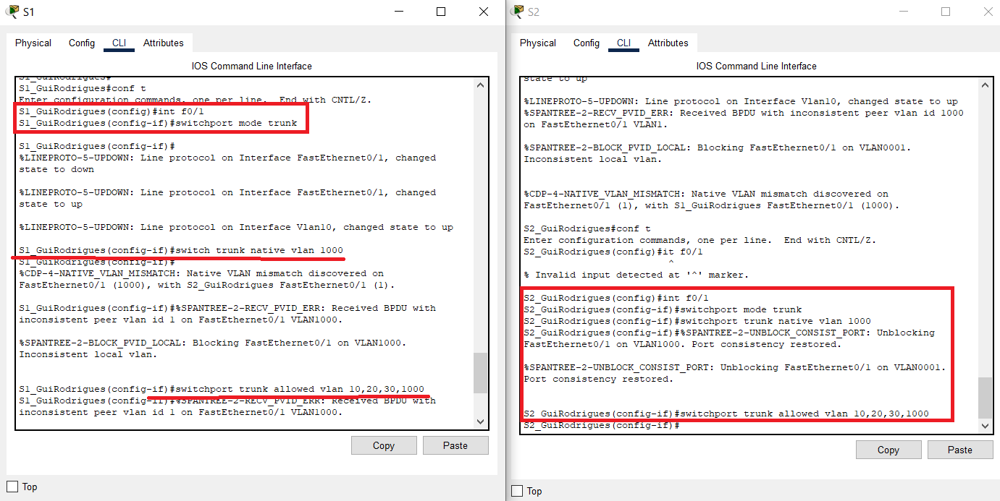 S1
Physical Config CLI Attributes
IOS Command Line Interface
S1_GuiRodrigues#
S1_GuiRodrigues#conf t
Enter configuration commands, one per line.  End with CNTL/Z.
S1_GuiRodrigues(config)#int f0/1
S1_GuiRodrigues(config-if)#switchport mode trunk
S1_GuiRodrigues(config-if)#
%LINEPROTO-5-UPDOWN: Line protocol on Interface FastEthernet0/1, changed
state to down
%LINEPROTO-5-UPDOWN: Line protocol on Interface FastEthernet0/1, changed
state to up
%LINEPROTO-5-UPDOWN: Line protocol on Interface Vlan10, changed state to up
S1_GuiRodrigues(config-if)#switch trunk native vlan 1000
S1_GuiRodrigues(config-if)#
%CDP-4-NATIVE_VLAN_MISMATCH: Native VLAN mismatch discovered on
FastEthernet0/1 (1000), with S2_GuiRodrigues FastEthernet0/1 (1).
S1_GuiRodrigues(config-if)#%SPANTREE-2-RECV_PVID_ERR: Received BPDU with
inconsistent peer vlan id 1 on FastEthernet0/1 VLAN1000.
%SPANTREE-2-BLOCK_PVID_LOCAL: Blocking FastEthernet0/1 on VLAN1000.
Inconsistent local vlan.
S1_GuiRodrigues(config-if)#switchport trunk allowed vlan 10,20,30,1000
S1_GuiRodrigues(config-if)#%SPANTREE-2-RECV_PVID_ERR: Received BPDU with
inconsistent peer vlan id 1 on FastEthernet0/1 VLAN1000.
Copy Paste
Top
S2
Physical Config CLI Attributes
IOS Command Line Interface
state to up
%LINEPROTO-5-UPDOWN: Line protocol on Interface Vlan10, changed state to up
%SPANTREE-2-RECV_PVID_ERR: Received BPDU with inconsistent peer vlan id 1000
on FastEthernet0/1 VLAN1.
%SPANTREE-2-BLOCK_PVID_LOCAL: Blocking FastEthernet0/1 on VLAN0001.
Inconsistent local vlan.
%CDP-4-NATIVE_VLAN_MISMATCH: Native VLAN mismatch discovered on
FastEthernet0/1 (1), with S1_GuiRodrigues FastEthernet0/1 (1000).
S2_GuiRodrigues#conf t
Enter configuration commands, one per line.  End with CNTL/Z.
S2_GuiRodrigues(config)#it f0/1
^
% Invalid input detected at '^' marker.
S2_GuiRodrigues(config)#int f0/1
S2_GuiRodrigues(config-if)#switchport mode trunk
S2_GuiRodrigues(config-if)#switchport trunk native vlan 1000
S2_GuiRodrigues(config-if)#%SPANTREE-2-UNBLOCK_CONSIST_PORT: Unblocking
FastEthernet0/1 on VLAN1000. Port consistency restored.
%SPANTREE-2-UNBLOCK_CONSIST_PORT: Unblocking FastEthernet0/1 on VLAN0001.
Port consistency restored.
S2_GuiRodrigues(config-if)#switchport trunk allowed vlan 10,20,30,1000
S2_GuiRodrigues(config-if)#
Copy Paste
Top